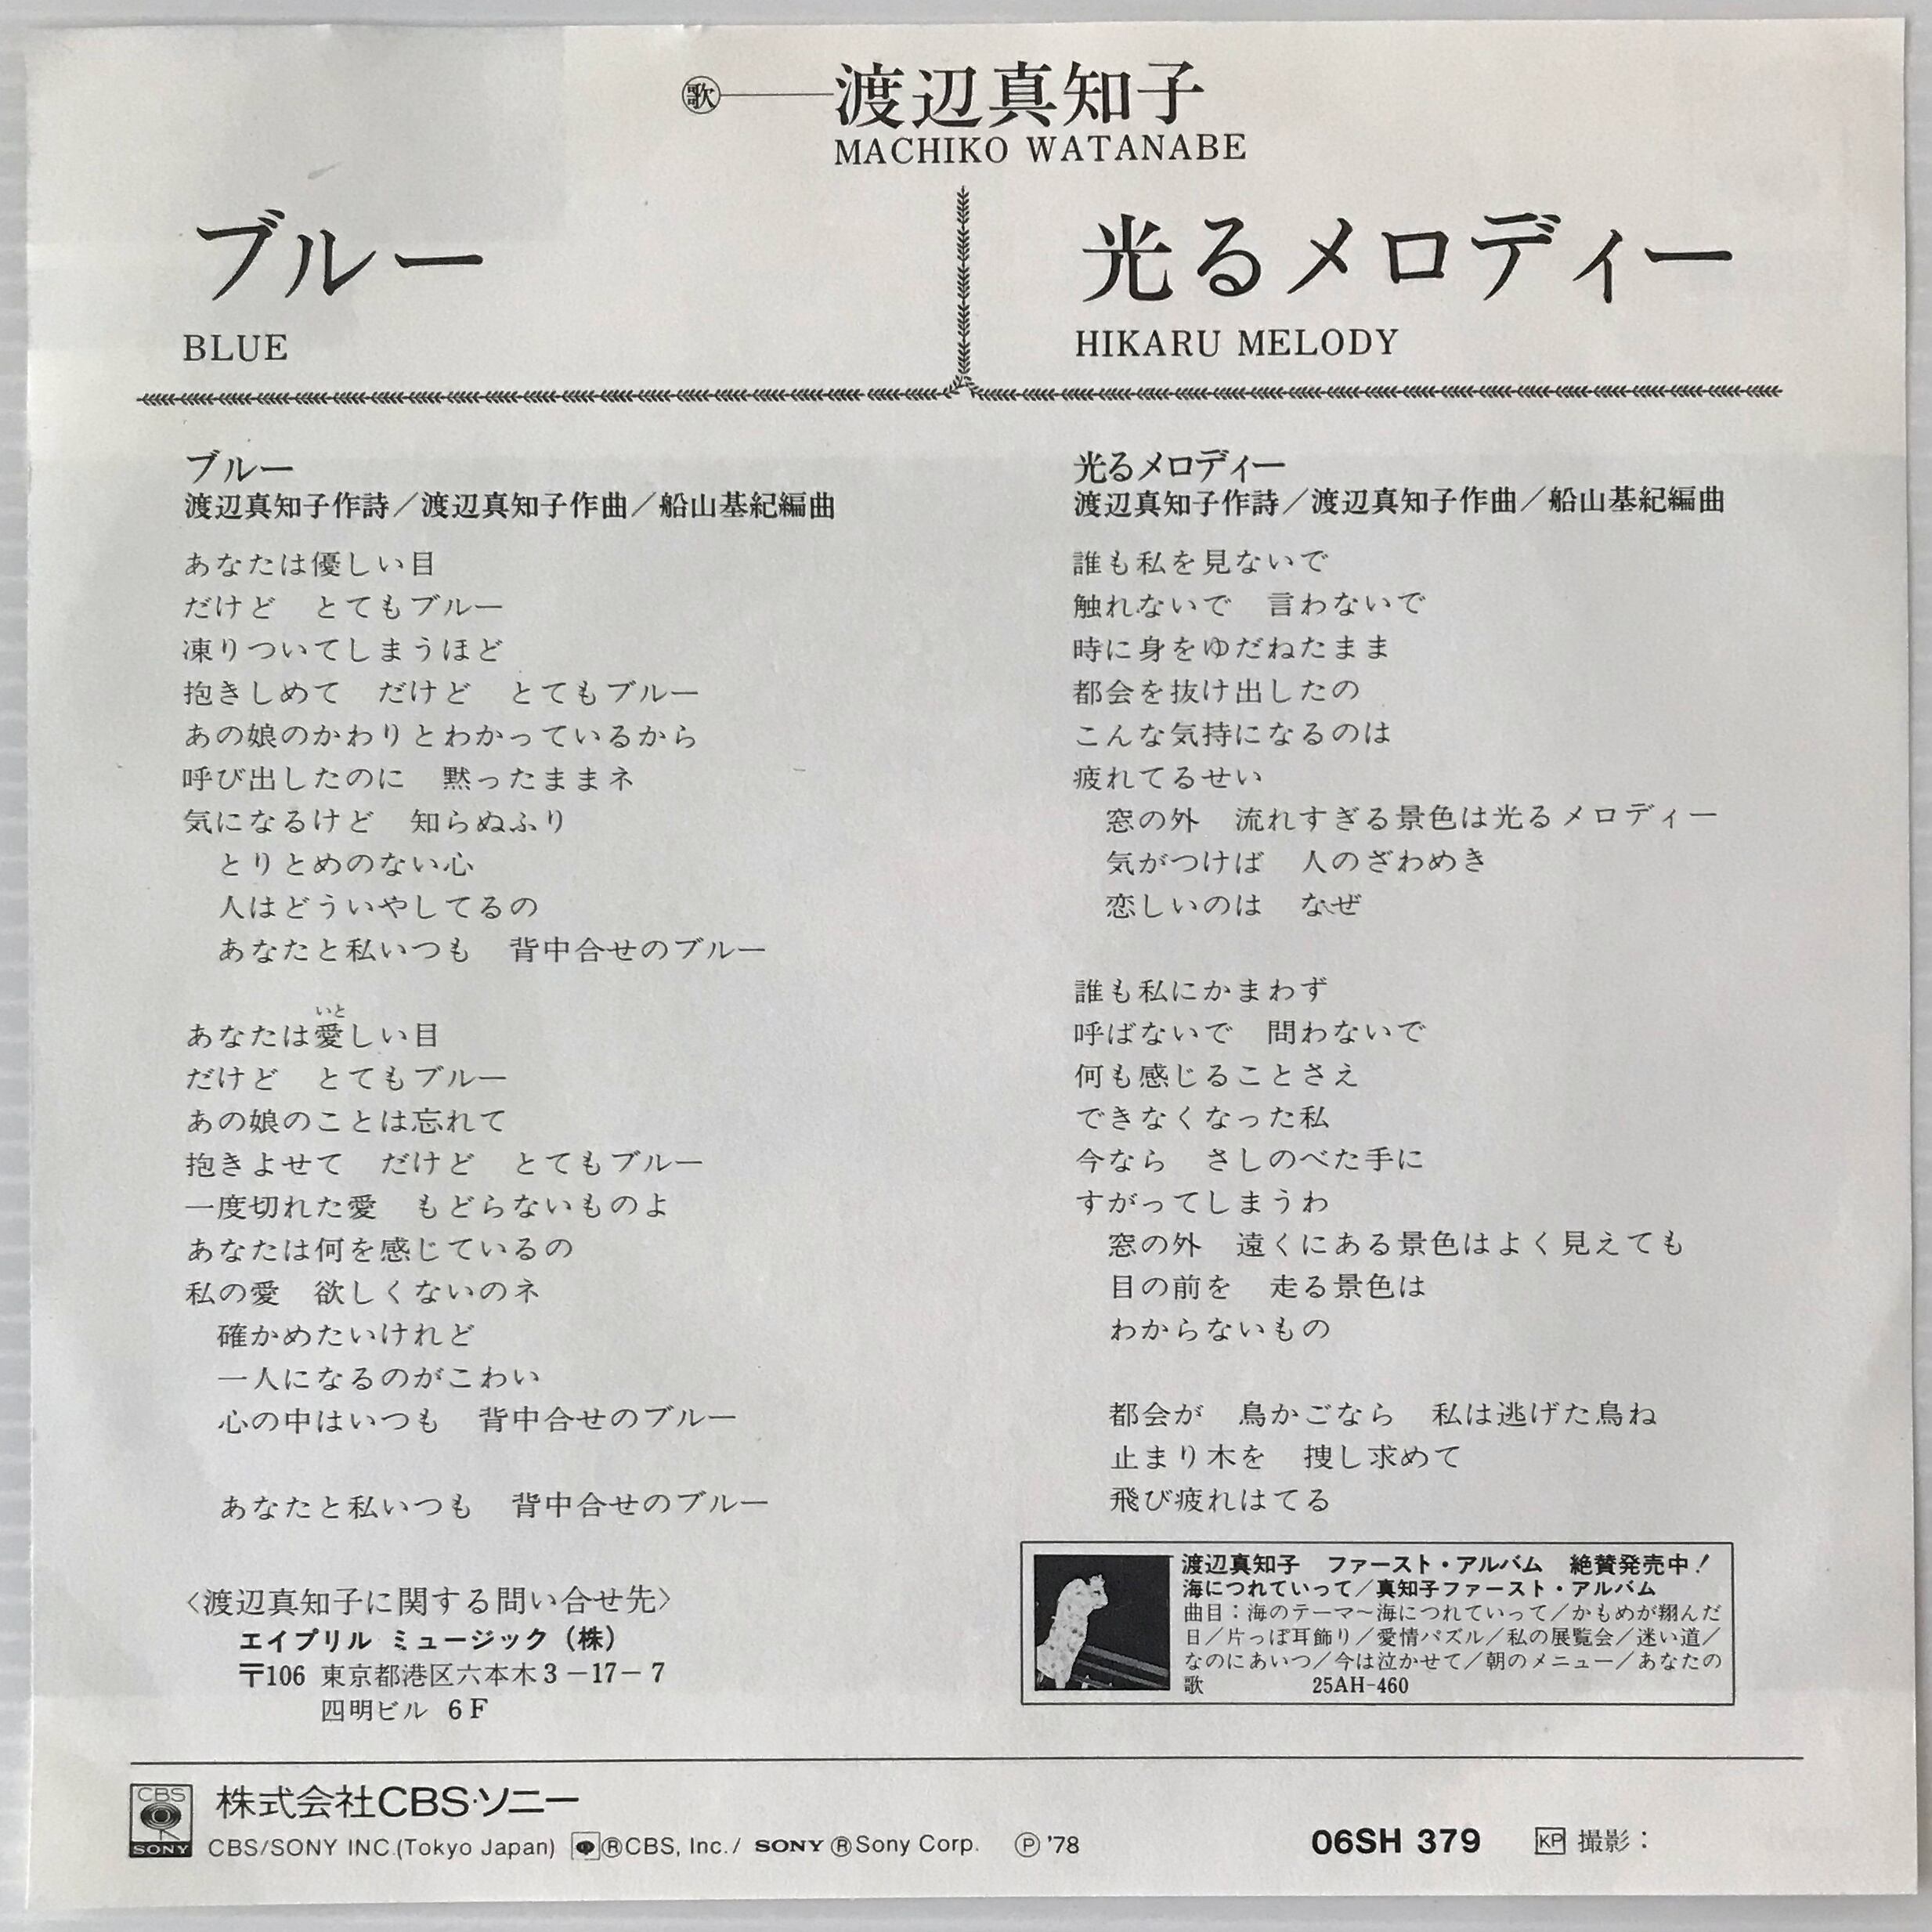 歌 渡辺真知子
MACHIKO WATANABE
ブルー
BLUE
光るメロディー
HIKARU MELODY
ブルー
渡辺真知子作詩／渡辺真知子作曲／船山基紀編曲
あなたは優しい目
だけど　とてもブルー
凍りついてしまうほど
抱きしめて　だけど　とてもブルー
あの娘のかわりとわかっているから
呼び出したのに　黙ったままネ
気になるけど　知らぬふり
　とりとめのない心
　人はどういやしてるの
　あなたと私いつも　背中合せのブルー
いと
あなたは愛しい目
だけど　とてもブルー
あの娘のことは忘れて
抱きよせて　だけど　とてもブルー
一度切れた愛　もどらないものよ
あなたは何を感じているの
私の愛　欲しくないのネ
　確かめたいけれど
　一人になるのがこわい
　心の中はいつも　背中合せのブルー
　あなたと私いつも　背中合せのブルー
〈渡辺真知子に関する問い合せ先〉
エイプリル ミュージック（株）
〒106 東京都港区六本木3－17－7
四明ビル 6F
光るメロディー
渡辺真知子作詩／渡辺真知子作曲／船山基紀編曲
誰も私を見ないで
触れないで　言わないで
時に身をゆだねたまま
都会を抜け出したの
こんな気持になるのは
疲れてるせい
　窓の外　流れすぎる景色は光るメロディー
　気がつけば　人のざわめき
　恋しいのは　なぜ
誰も私にかまわず
呼ばないで　問わないで
何も感じることさえ
できなくなった私
今なら　さしのべた手に
すがってしまうわ
　窓の外　遠くにある景色はよく見えても
　目の前を　走る景色は
　わからないもの
　都会が　鳥かごなら　私は逃げた鳥ね
　止まり木を　捜し求めて
　飛び疲れはてる
渡辺真知子　ファースト・アルバム　絶賛発売中！
海につれていって／真知子ファースト・アルバム
曲目：海のテーマ～海につれていって／かもめが翔んだ
日／片っぽ耳飾り／愛情パズル／私の展覧会／迷い道／
なのにあいつ／今は泣かせて／朝のメニュー／あなたの
歌　25AH-460
CBS
SONY
株式会社CBS・ソニー
CBS/SONY INC.(Tokyo Japan) ®CBS, Inc./ SONY ®Sony Corp. ℗'78
06SH 379 KP 撮影：